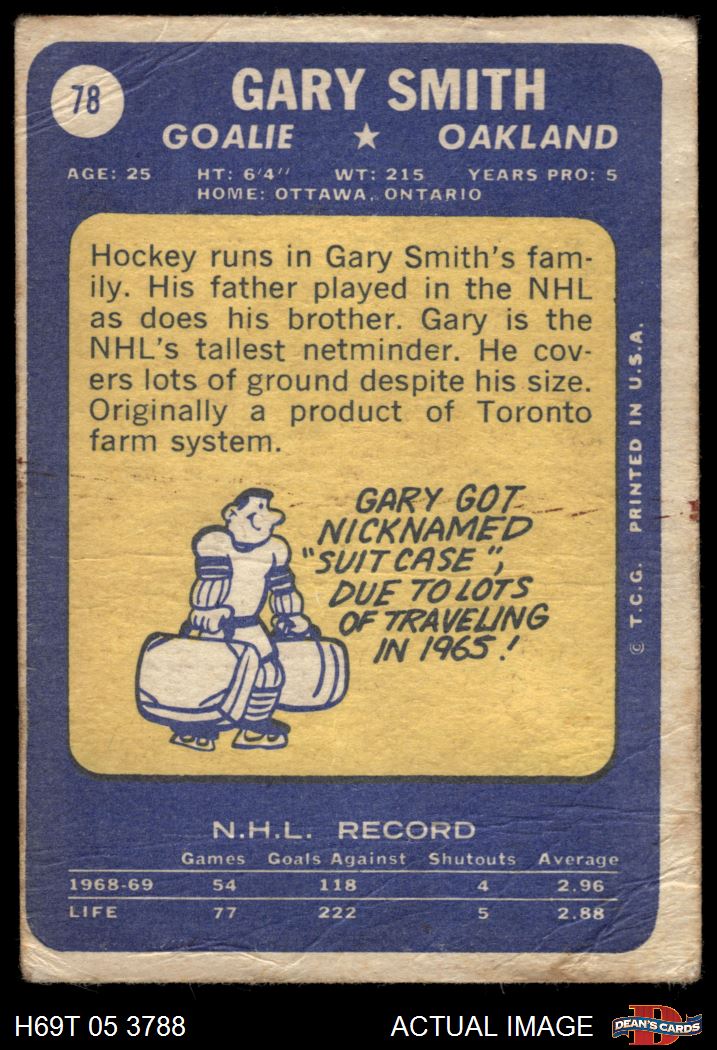 78
GARY SMITH
GOALIE ★ OAKLAND
AGE: 25 HT: 6'4'' WT: 215 YEARS PRO: 5
HOME: OTTAWA, ONTARIO
Hockey runs in Gary Smith's fam-
ily. His father played in the NHL
as does his brother. Gary is the
NHL's tallest netminder. He cov-
ers lots of ground despite his size.
Originally a product of Toronto
farm system.
GARY GOT
NICKNAMED
"SUITCASE",
DUE TO LOTS
OF TRAVELING
IN 1965!
© T.C.G. PRINTED IN U.S.A.
N.H.L. RECORD
Games Goals Against Shutouts Average
1968-69 54 118 4 2.96
LIFE 77 222 5 2.88
H69T 05 3788
ACTUAL IMAGE
D
DEAN'S CARDS